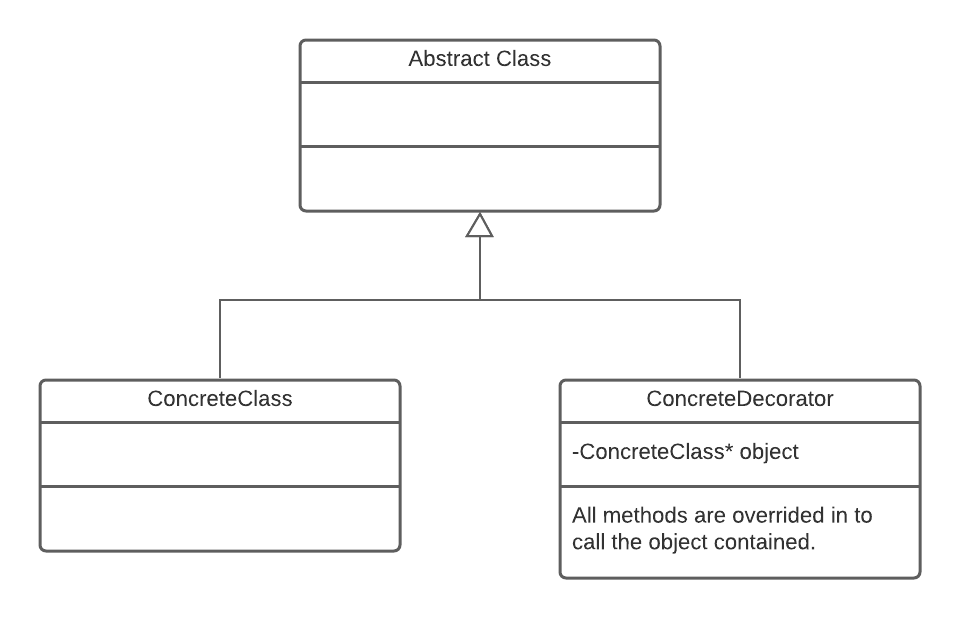 Abstract Class
ConcreteClass
ConcreteDecorator
-ConcreteClass* object
All methods are overrided in to
call the object contained.